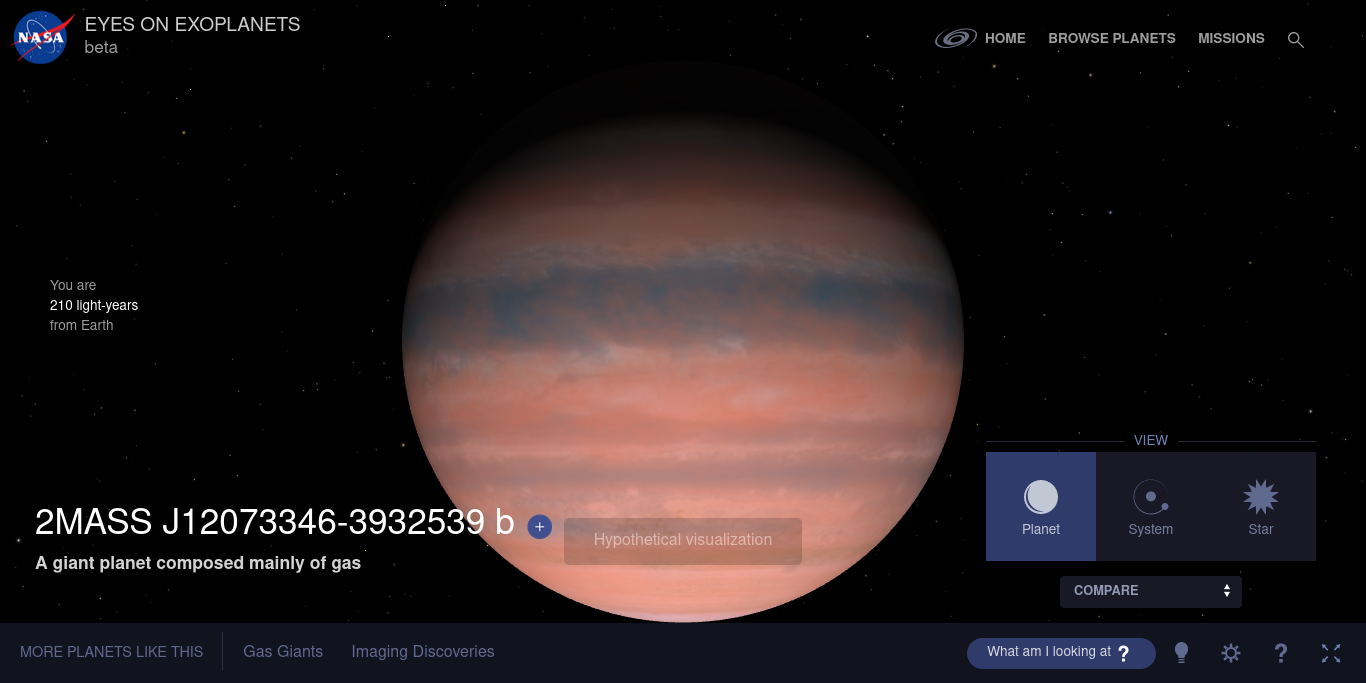 NASA
EYES ON EXOPLANETS
beta
HOME
BROWSE PLANETS
MISSIONS
You are
210 light-years
from Earth
VIEW
Planet
System
Star
2MASS J12073346-3932539 b +
Hypothetical visualization
A giant planet composed mainly of gas
COMPARE
MORE PLANETS LIKE THIS
Gas Giants
Imaging Discoveries
What am I looking at ?
?